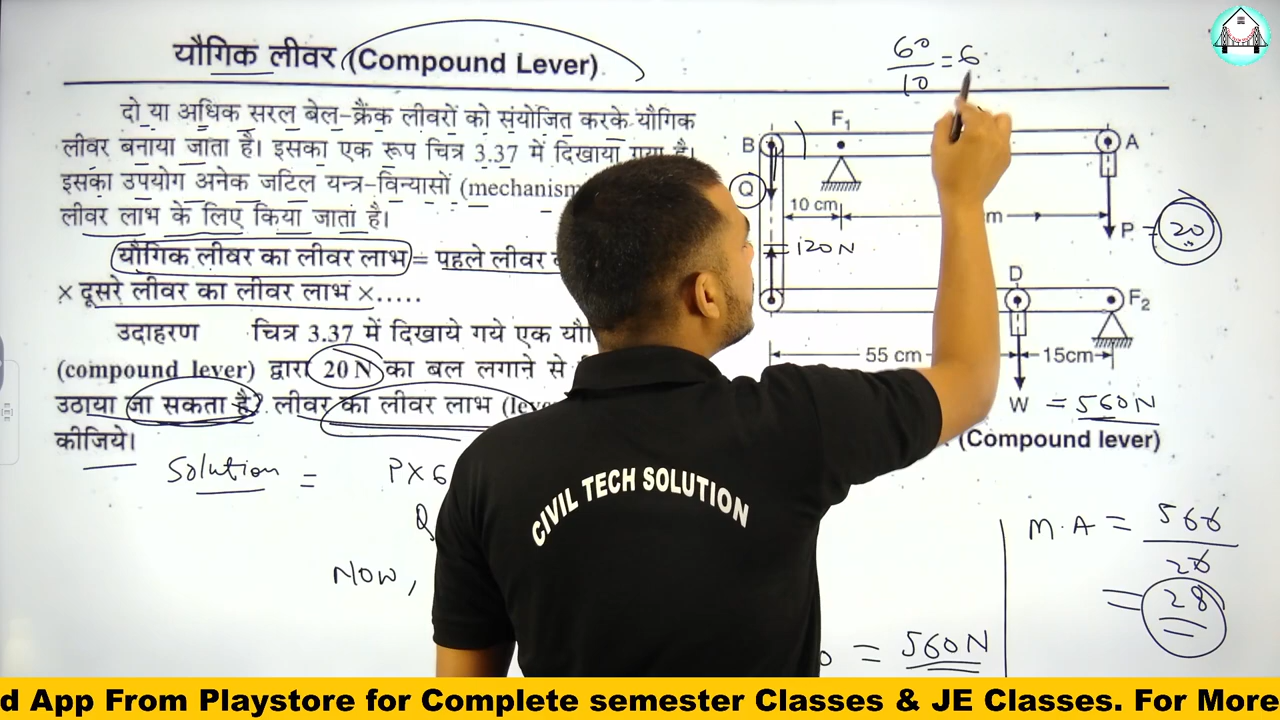 यौगिक लीवर (Compound Lever)
60/10 = 6
दो या अधिक सरल बेल-क्रैंक लीवरों को संयोजित करके यौगिक
लीवर बनाया जाता है। इसका एक रूप चित्र 3.37 में दिखाया गया है।
इसका उपयोग अनेक जटिल यन्त्र-विन्यासों (mechanism
लीवर लाभ के लिए किया जाता है।
यौगिक लीवर का लीवर लाभ = पहले लीवर
× दूसरे लीवर का लीवर लाभ ×.....
उदाहरण चित्र 3.37 में दिखाये गये एक
(compound lever) द्वारा 20 N का बल लगाने से
उठाया जा सकता है? लीवर का लीवर लाभ
कीजिये।
B F₁ A
Q
10 cm
P = 20
= 120 N
D F₂
55 cm 15cm
W = 560N
(Compound lever)
Solution = P×6
Q
Now,
= 560N
M.A = 560/20
= 28
CIVIL TECH SOLUTION
d App From Playstore for Complete semester Classes & JE Classes. For More